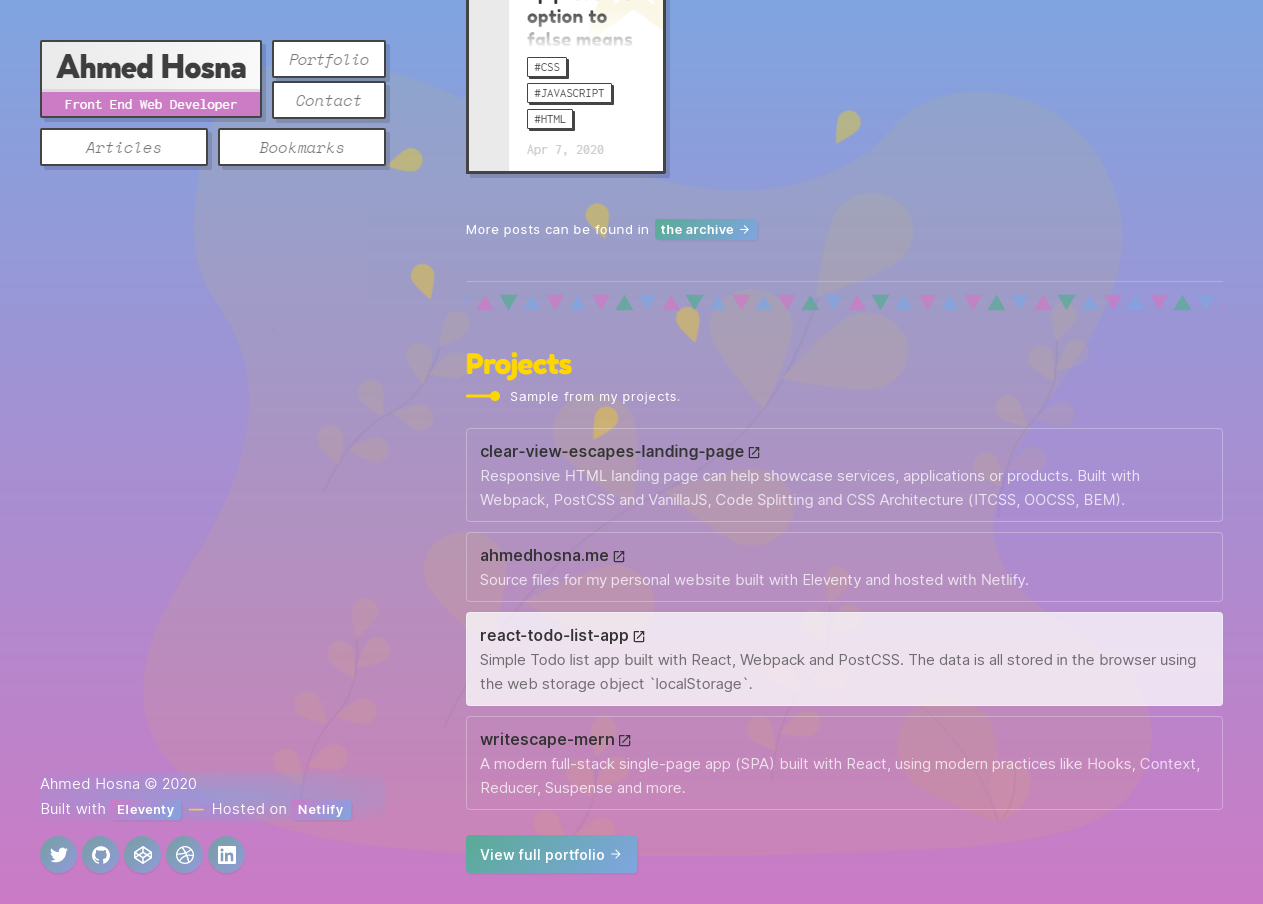 Ahmed Hosna
Front End Web Developer
Portfolio
Contact
Articles
Bookmarks
option to
false means
#CSS
#JAVASCRIPT
#HTML
Apr 7, 2020
More posts can be found in the archive →
Projects
Sample from my projects.
clear-view-escapes-landing-page
Responsive HTML landing page can help showcase services, applications or products. Built with
Webpack, PostCSS and VanillaJS, Code Splitting and CSS Architecture (ITCSS, OOCSS, BEM).
ahmedhosna.me
Source files for my personal website built with Eleventy and hosted with Netlify.
react-todo-list-app
Simple Todo list app built with React, Webpack and PostCSS. The data is all stored in the browser using
the web storage object `localStorage`.
writescape-mern
A modern full-stack single-page app (SPA) built with React, using modern practices like Hooks, Context,
Reducer, Suspense and more.
View full portfolio →
Ahmed Hosna © 2020
Built with Eleventy — Hosted on Netlify